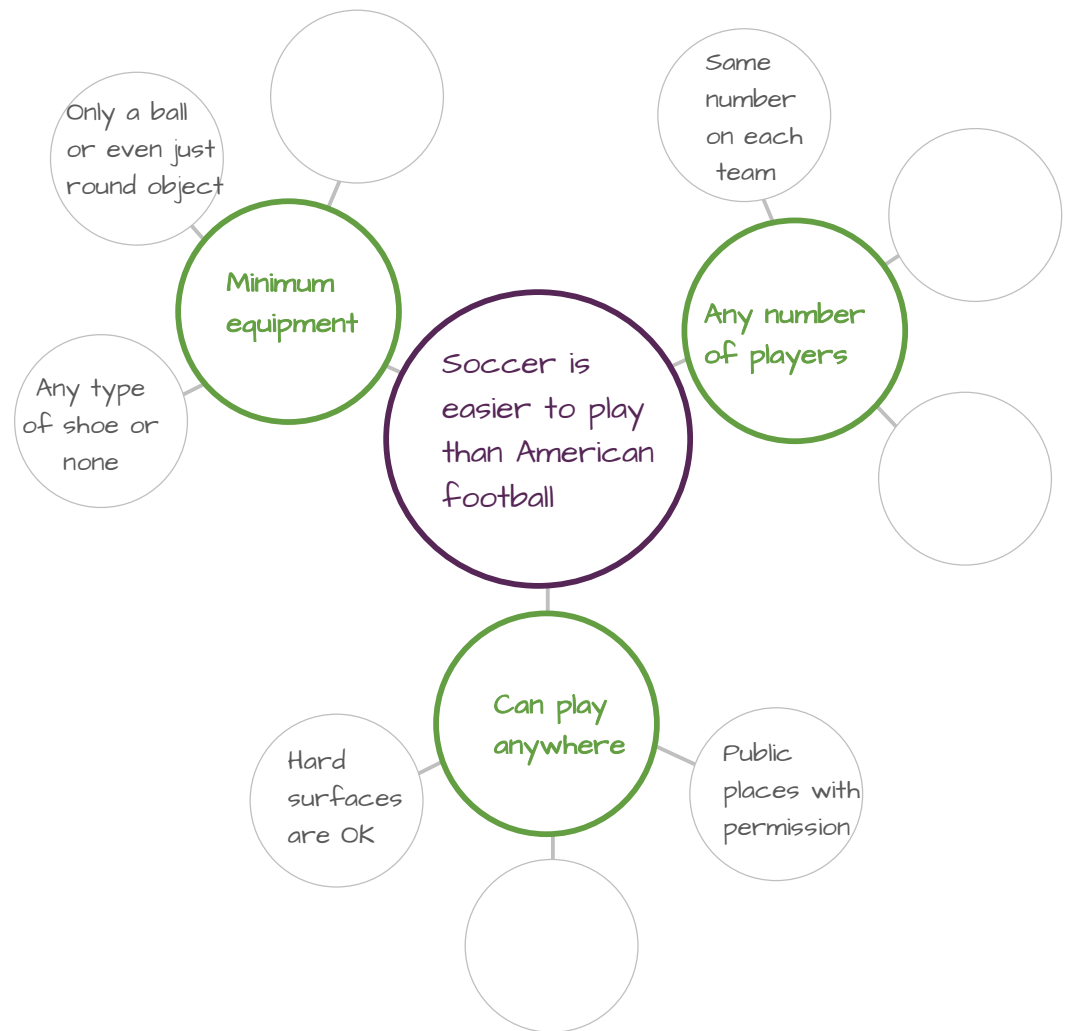 Only a ball
or even just
round object
Same
number
on each
team
Minimum
equipment
Any number
of players
Soccer is
easier to play
than American
football
Any type
of shoe or
none
Can play
anywhere
Hard
surfaces
are OK
Public
places with
permission